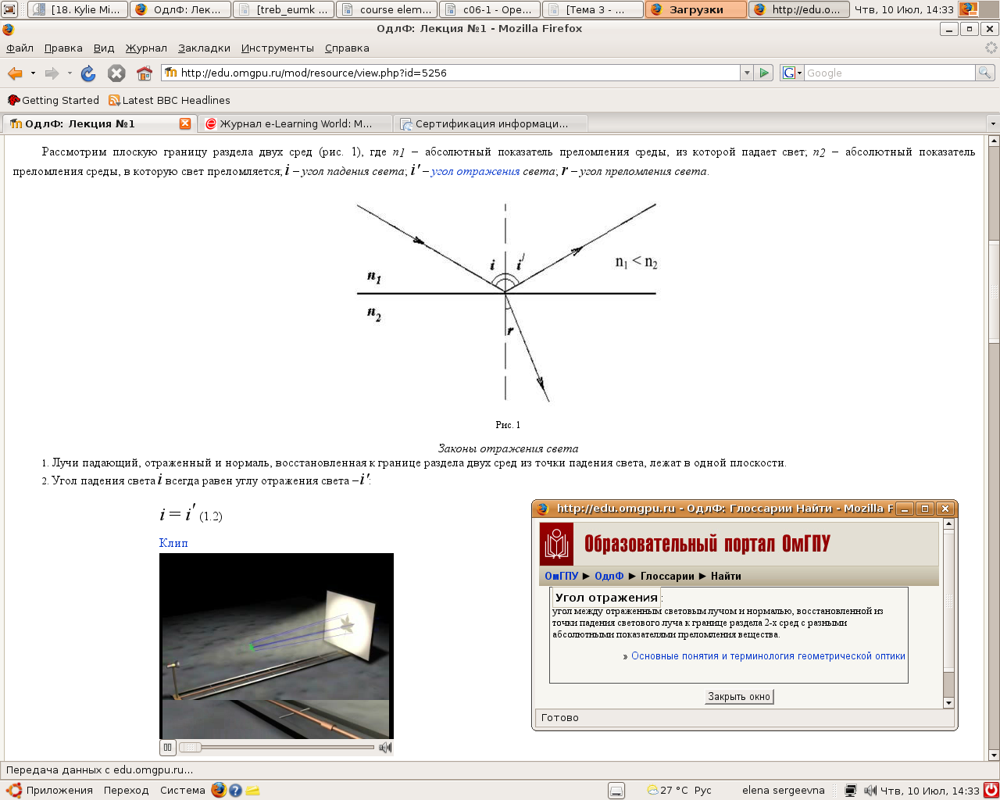 [18. Kylie Mi...
ОдлФ: Лек...
[treb_eumk ...
course elem...
c06-1 - Оре...
[Тема 3 - ...
Загрузки
http://edu.o...
Чтв, 10 Июл, 14:33
ОдлФ: Лекция №1 - Mozilla Firefox
Файл Правка Вид Журнал Закладки Инструменты Справка
http://edu.omgpu.ru/mod/resource/view.php?id=5256
G Google
Getting Started Latest BBC Headlines
ОдлФ: Лекция №1
Журнал e-Learning World: М...
Сертификация информаци...
Рассмотрим плоскую границу раздела двух сред (рис. 1), где n1 – абсолютный показатель преломления среды, из которой падает свет; n2 – абсолютный показатель
преломления среды, в которую свет преломляется; i – угол падения света; i' – угол отражения света; r – угол преломления света.
i i'
n1 < n2
n1
n2
r
Рис. 1
Законы отражения света
1. Лучи падающий, отраженный и нормаль, восстановленная к границе раздела двух сред из точки падения света, лежат в одной плоскости.
2. Угол падения света i всегда равен углу отражения света – i':
i = i' (1.2)
Клип
http://edu.omgpu.ru - ОдлФ: Глоссарии Найти - Mozilla F
Образовательный портал ОмГПУ
ОмГПУ ► ОдлФ ► Глоссарии ► Найти
Угол отражения:
угол между отраженным световым лучом и нормалью, восстановленной из
точки падения светового луча к границе раздела 2-х сред с разными
абсолютными показателями преломления вещества.
» Основные понятия и терминология геометрической оптики
Закрыть окно
Готово
Передача данных с edu.omgpu.ru...
Приложения Переход Система
27 °C Рус
elena sergeevna
Чтв, 10 Июл, 14:33